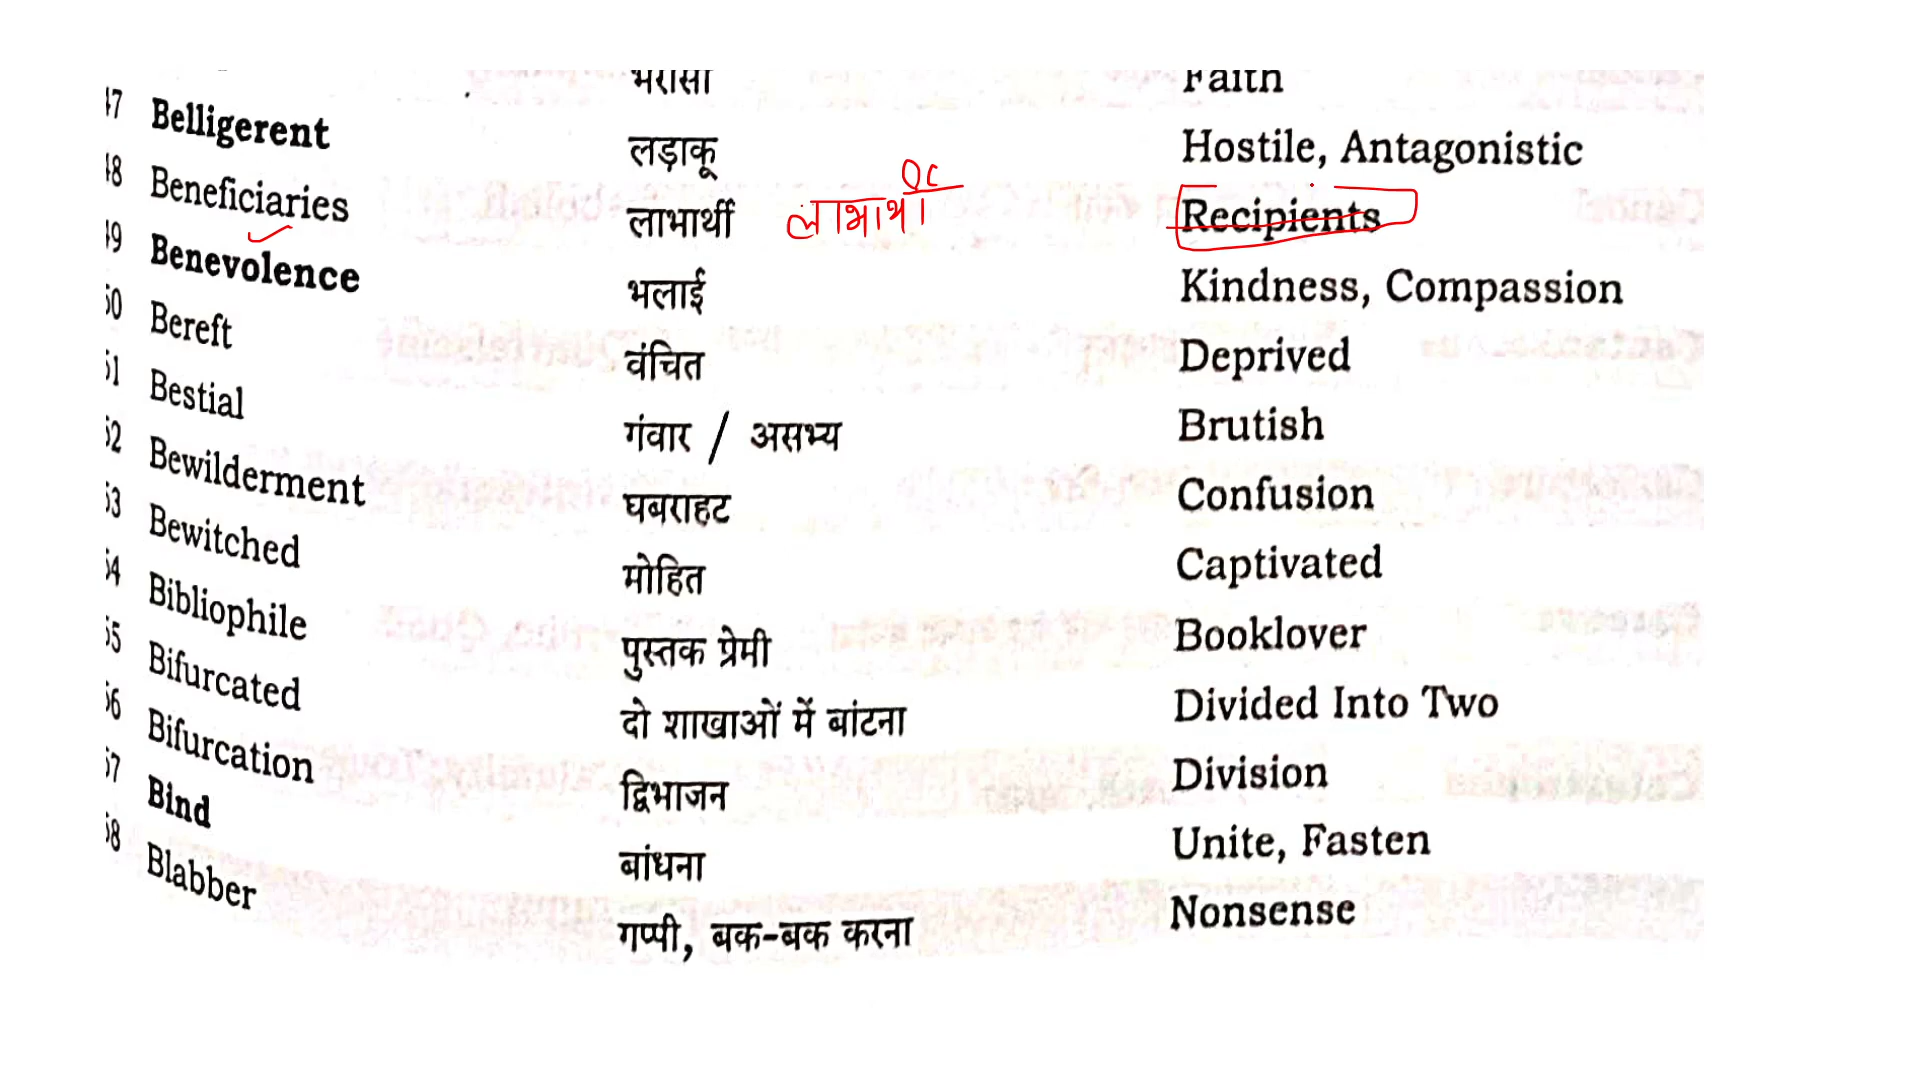 भरोसा Faith
47 Belligerent लड़ाकू Hostile, Antagonistic
48 Beneficiaries लाभार्थी लाभार्थी Recipients
49 Benevolence भलाई Kindness, Compassion
50 Bereft वंचित Deprived
51 Bestial गंवार / असभ्य Brutish
52 Bewilderment घबराहट Confusion
53 Bewitched मोहित Captivated
54 Bibliophile पुस्तक प्रेमी Booklover
55 Bifurcated दो शाखाओं में बांटना Divided Into Two
56 Bifurcation द्विभाजन Division
57 Bind बांधना Unite, Fasten
58 Blabber गप्पी, बक-बक करना Nonsense